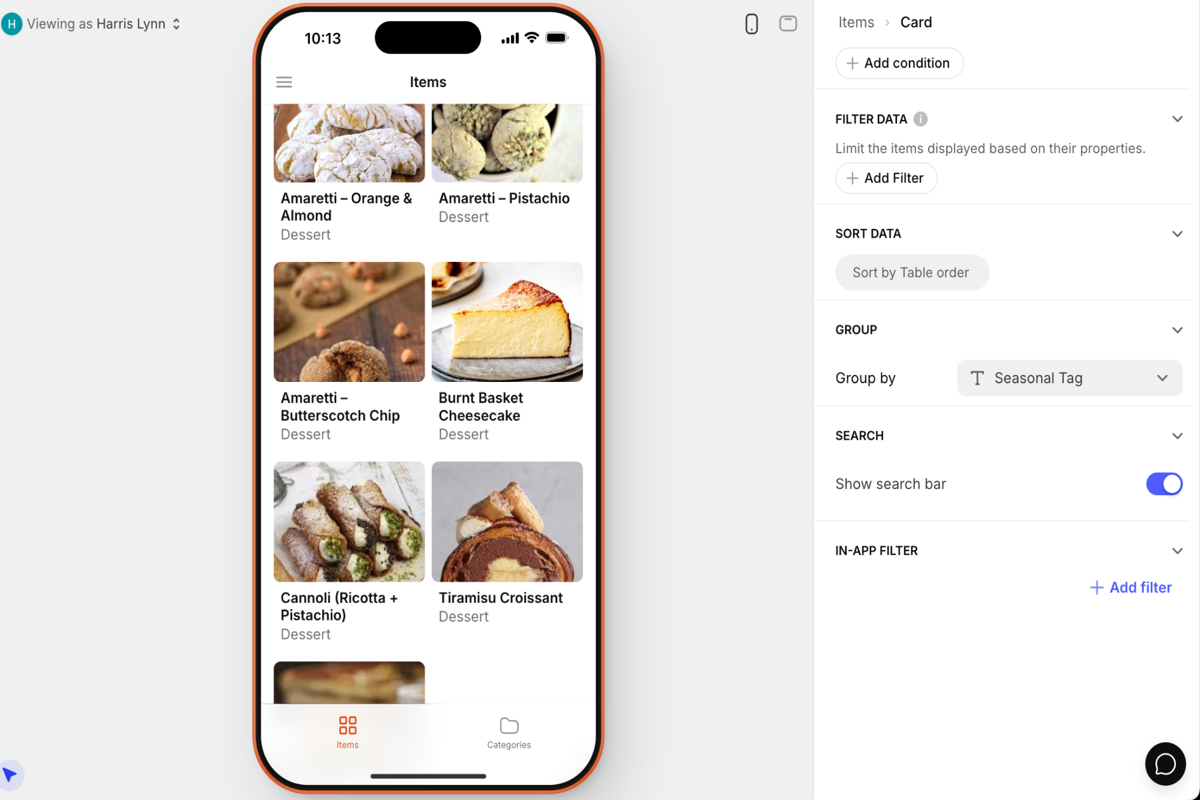 H Viewing as Harris Lynn
10:13
Items
Amaretti – Orange &
Almond
Dessert
Amaretti – Pistachio
Dessert
Amaretti –
Butterscotch Chip
Dessert
Burnt Basket
Cheesecake
Dessert
Cannoli (Ricotta +
Pistachio)
Dessert
Tiramisu Croissant
Dessert
Items
Categories
Items › Card
+ Add condition
FILTER DATA i
Limit the items displayed based on their properties.
+ Add Filter
SORT DATA
Sort by Table order
GROUP
Group by
T Seasonal Tag
SEARCH
Show search bar
IN-APP FILTER
+ Add filter